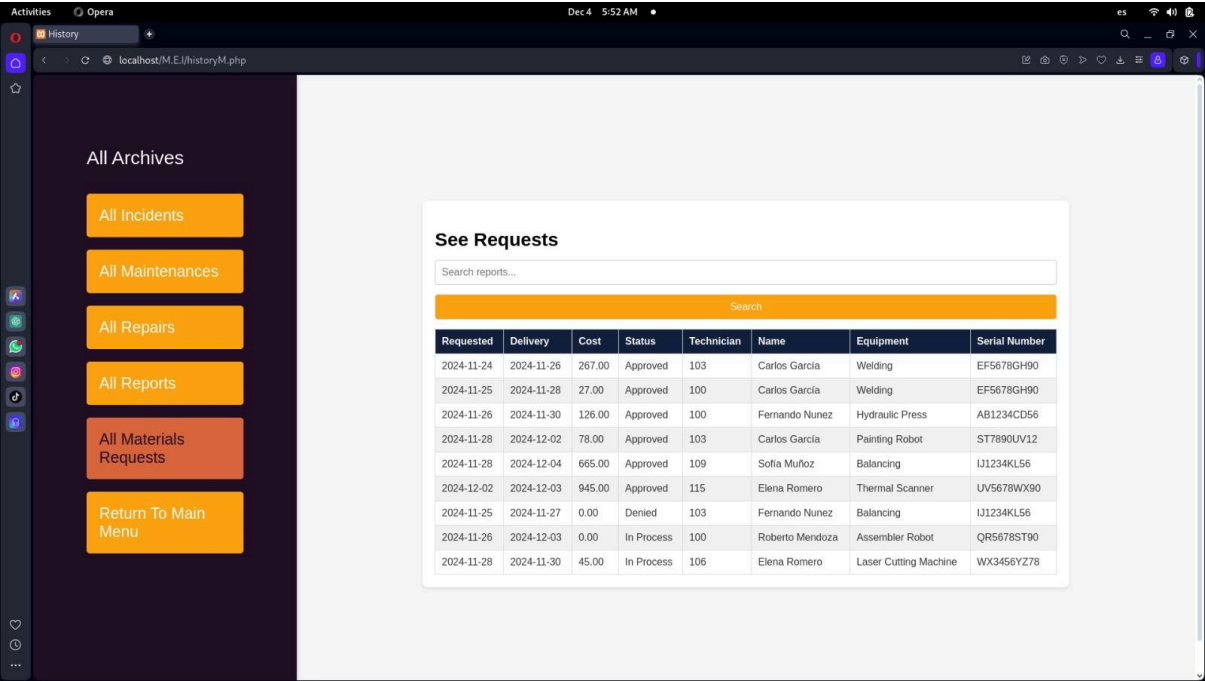 Activities Opera Dec 4 5:52 AM es
History
localhost/M.E.I/historyM.php
All Archives
All Incidents
All Maintenances
All Repairs
All Reports
All Materials
Requests
Return To Main
Menu
See Requests
Search reports...
Search
Requested Delivery Cost Status Technician Name Equipment Serial Number
2024-11-24 2024-11-26 267.00 Approved 103 Carlos García Welding EF5678GH90
2024-11-25 2024-11-28 27.00 Approved 100 Carlos García Welding EF5678GH90
2024-11-26 2024-11-30 126.00 Approved 100 Fernando Nunez Hydraulic Press AB1234CD56
2024-11-28 2024-12-02 78.00 Approved 103 Carlos García Painting Robot ST7890UV12
2024-11-28 2024-12-04 665.00 Approved 109 Sofía Muñoz Balancing IJ1234KL56
2024-12-02 2024-12-03 945.00 Approved 115 Elena Romero Thermal Scanner UV5678WX90
2024-11-25 2024-11-27 0.00 Denied 103 Fernando Nunez Balancing IJ1234KL56
2024-11-26 2024-12-03 0.00 In Process 100 Roberto Mendoza Assembler Robot QR5678ST90
2024-11-28 2024-11-30 45.00 In Process 106 Elena Romero Laser Cutting Machine WX3456YZ78